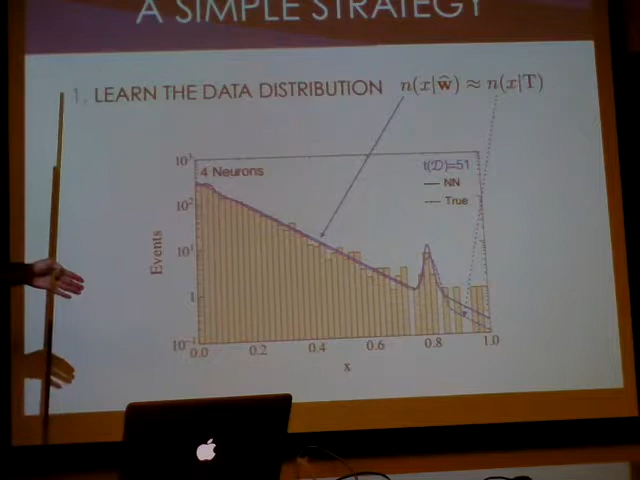 A SIMPLE STRATEGY
1. LEARN THE DATA DISTRIBUTION n(x|ŵ) ≈ n(x|T)
4 Neurons
t(D)=51
NN
True
Events
10³
10²
10¹
1
10⁻¹
0.0 0.2 0.4 0.6 0.8 1.0
x